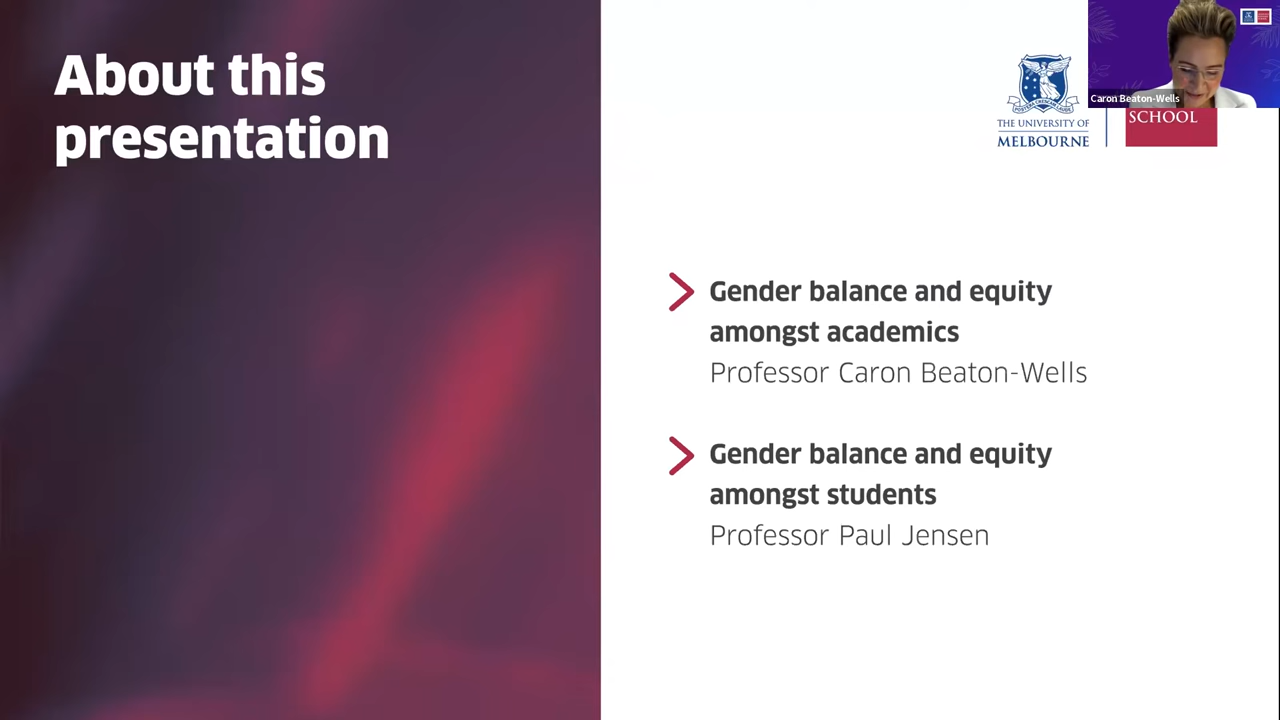 About this
presentation
Caron Beaton-Wells
THE UNIVERSITY OF
MELBOURNE
SCHOOL
Gender balance and equity
amongst academics
Professor Caron Beaton-Wells
Gender balance and equity
amongst students
Professor Paul Jensen